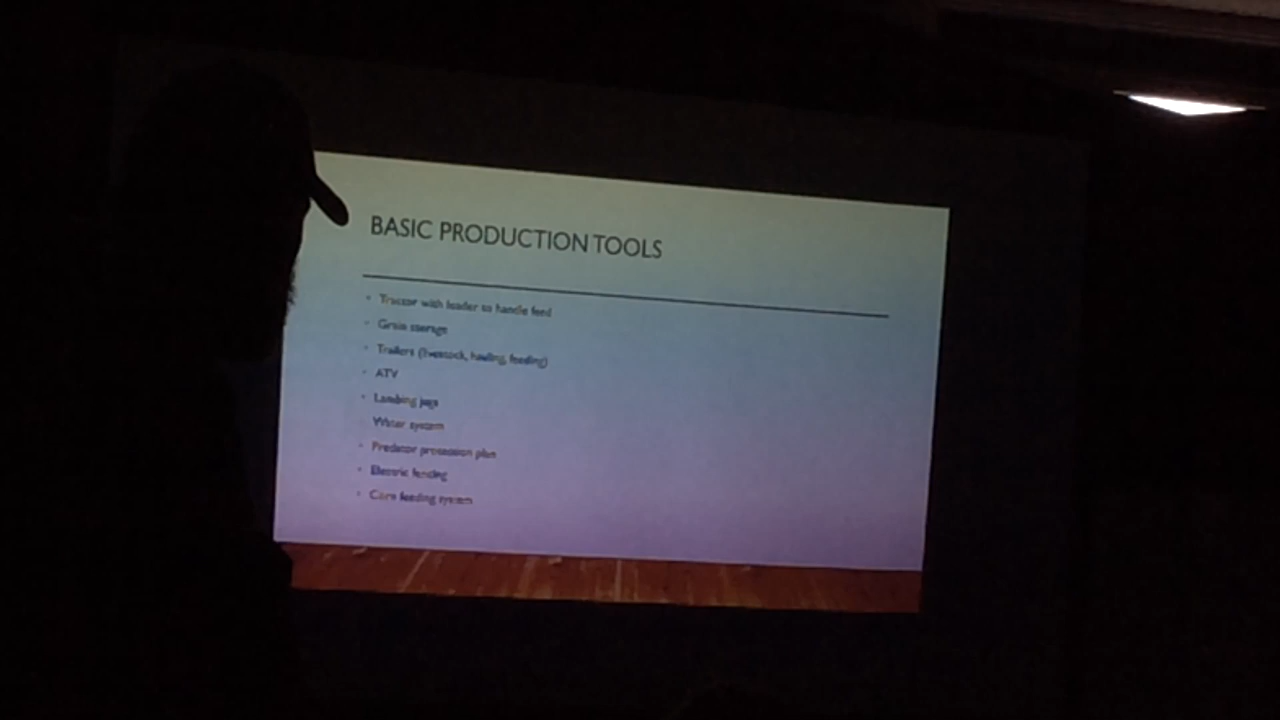 BASIC PRODUCTION TOOLS
Tractor with loader to handle feed
Grain storage
Trailers (livestock, hauling, feeding)
ATV
Lambing jugs
Water system
Predator protection plan
Electric fencing
feeding system